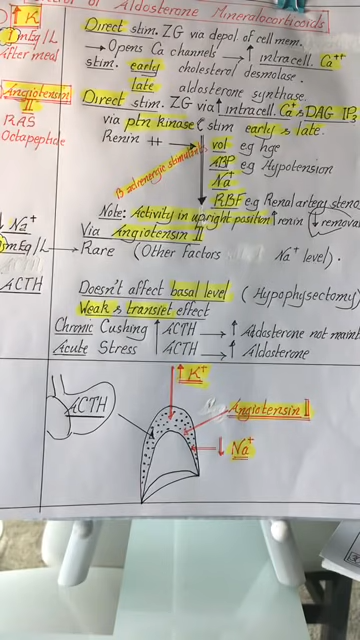 of Aldosterone Mineralocorticoids
① ↑ K
1mEq/L
After meal
Direct stim. ZG via depol of cell mem.
→ Opens Ca channels → ↑ intracell. Ca++
stim. early cholesterol desmolase.
late aldosterone synthase.
Angiotensin II
RAS
Octapeptide
Direct stim. ZG via ↑ intracell. Ca & DAG IP3
via ptn kinase C stim early & late.
Renin ++ → ↓ vol eg hge
B adrenergic stimulants
ABP eg Hypotension
Na+
RBF eg Renal artery steno
Note: Activity in upright position ↑ renin (↓ removal
Via Angiotensin II
↓ Na+
mEq/L → Rare (Other Factors Na+ level).
ACTH
Doesn't affect basal level (Hypophysectomy)
Weak & transiet effect
Chronic Cushing ↑ ACTH → ↑ Aldosterone not maint
Acute Stress ↑ ACTH → ↑ Aldosterone
↑ K+
ACTH
Angiotensin II
↓ Na+